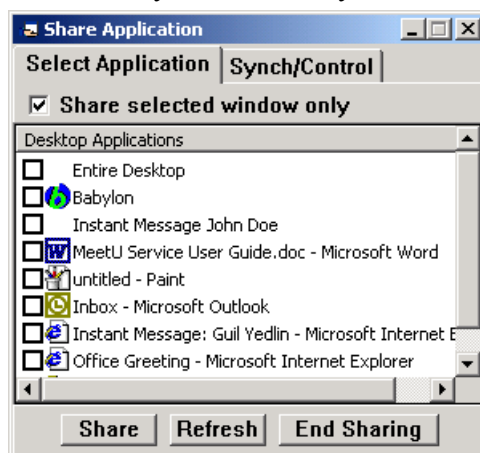 Share Application
Select Application Synch/Control
Share selected window only
Desktop Applications
Entire Desktop
Babylon
Instant Message John Doe
MeetU Service User Guide.doc - Microsoft Word
untitled - Paint
Inbox - Microsoft Outlook
Instant Message: Guil Yedlin - Microsoft Internet E
Office Greeting - Microsoft Internet Explorer
Share Refresh End Sharing